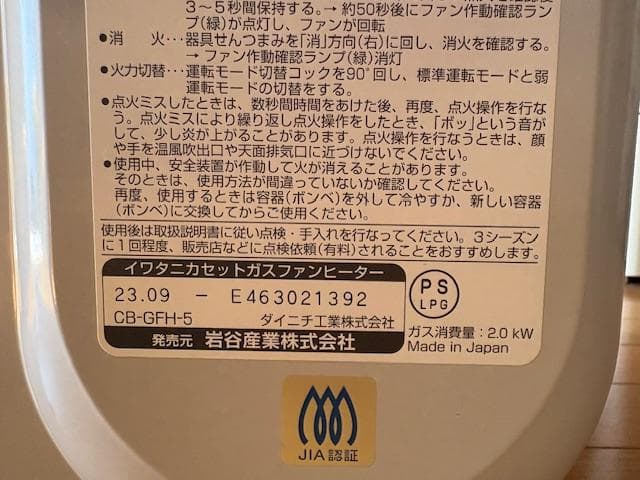 3〜5秒間保持する。→約50秒後にファン作動確認ラン
プ(緑)が点灯し、ファンが回転
●消　火…器具せんつまみを「消」方向(右)に回し、消火を確認
→ファン作動確認ランプ(緑)消灯
●火力切替…運転モード切替コックを90°回し、標準運転モードと弱
運転モードの切替をする。
●点火ミスしたときは、数秒間時間をあけた後、再度、点火操作を行な
う。点火ミスにより繰り返し点火操作をしたとき、「ボッ」という音が
して、少し炎が上がることがあります。点火操作を行なうときは、顔
や手を温風吹出口や天面排気口に近づけないでください。
●使用中、安全装置が作動して火が消えることがあります。
そのときは、使用方法が間違っていないか確認してください。
再度、使用するときは容器(ボンベ)を外して冷やすか、新しい容器
(ボンベ)に交換してからご使用ください。
使用後は取扱説明書に従い点検・手入れを行なってください。3シーズン
に1回程度、販売店などに点検依頼(有料)されることをおすすめします。
イワタニカセットガスファンヒーター
23.09 － E463021392
CB-GFH-5 ダイニチ工業株式会社
発売元 岩谷産業株式会社
PS
LPG
ガス消費量：2.0 kW
Made in Japan
JIA認証